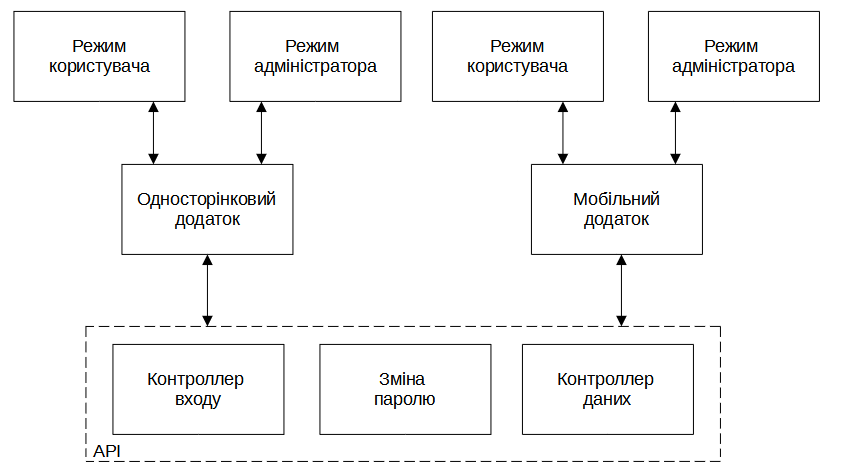 Режим
користувача
Режим
адміністратора
Режим
користувача
Режим
адміністратора
Односторінковий
додаток
Мобільний
додаток
Контроллер
входу
Зміна
паролю
Контроллер
даних
API